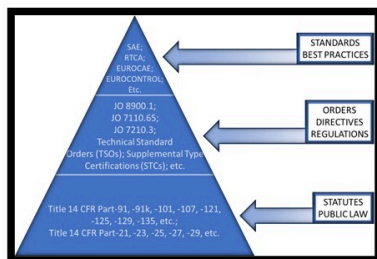 SAE;
RTCA;
EUROCAE;
EUROCONTROL;
Etc.
STANDARDS
BEST PRACTICES
JO 8900.1;
JO 7110.65;
JO 7210.3;
Technical Standard
Orders (TSOs); Supplemental Type
Certifications (STCs); etc.
ORDERS
DIRECTIVES
REGULATIONS
Title 14 CFR Part-91, -91k, -101, -107, -121,
-125, -129, -135, etc.;
Title 14 CFR Part-21, -23, -25, -27, -29, etc.
STATUTES
PUBLIC LAW